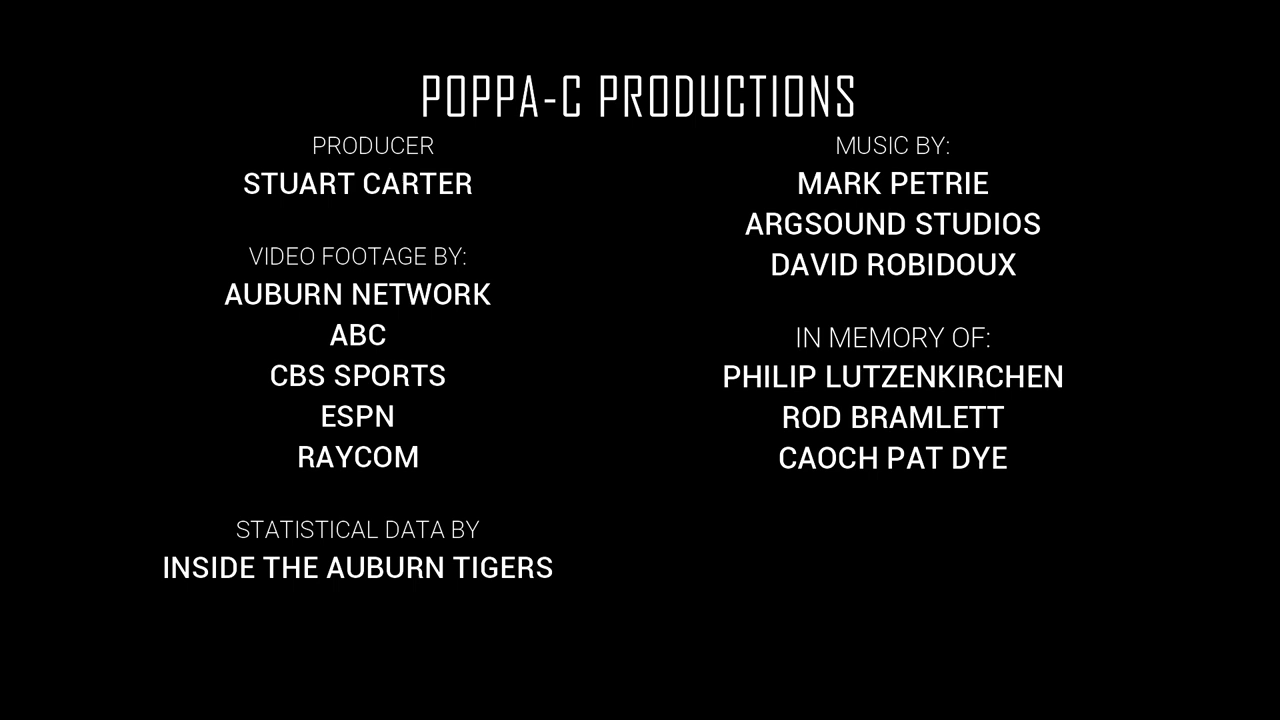 POPPA-C PRODUCTIONS
PRODUCER
STUART CARTER
VIDEO FOOTAGE BY:
AUBURN NETWORK
ABC
CBS SPORTS
ESPN
RAYCOM
STATISTICAL DATA BY
INSIDE THE AUBURN TIGERS
MUSIC BY:
MARK PETRIE
ARGSOUND STUDIOS
DAVID ROBIDOUX
IN MEMORY OF:
PHILIP LUTZENKIRCHEN
ROD BRAMLETT
CAOCH PAT DYE